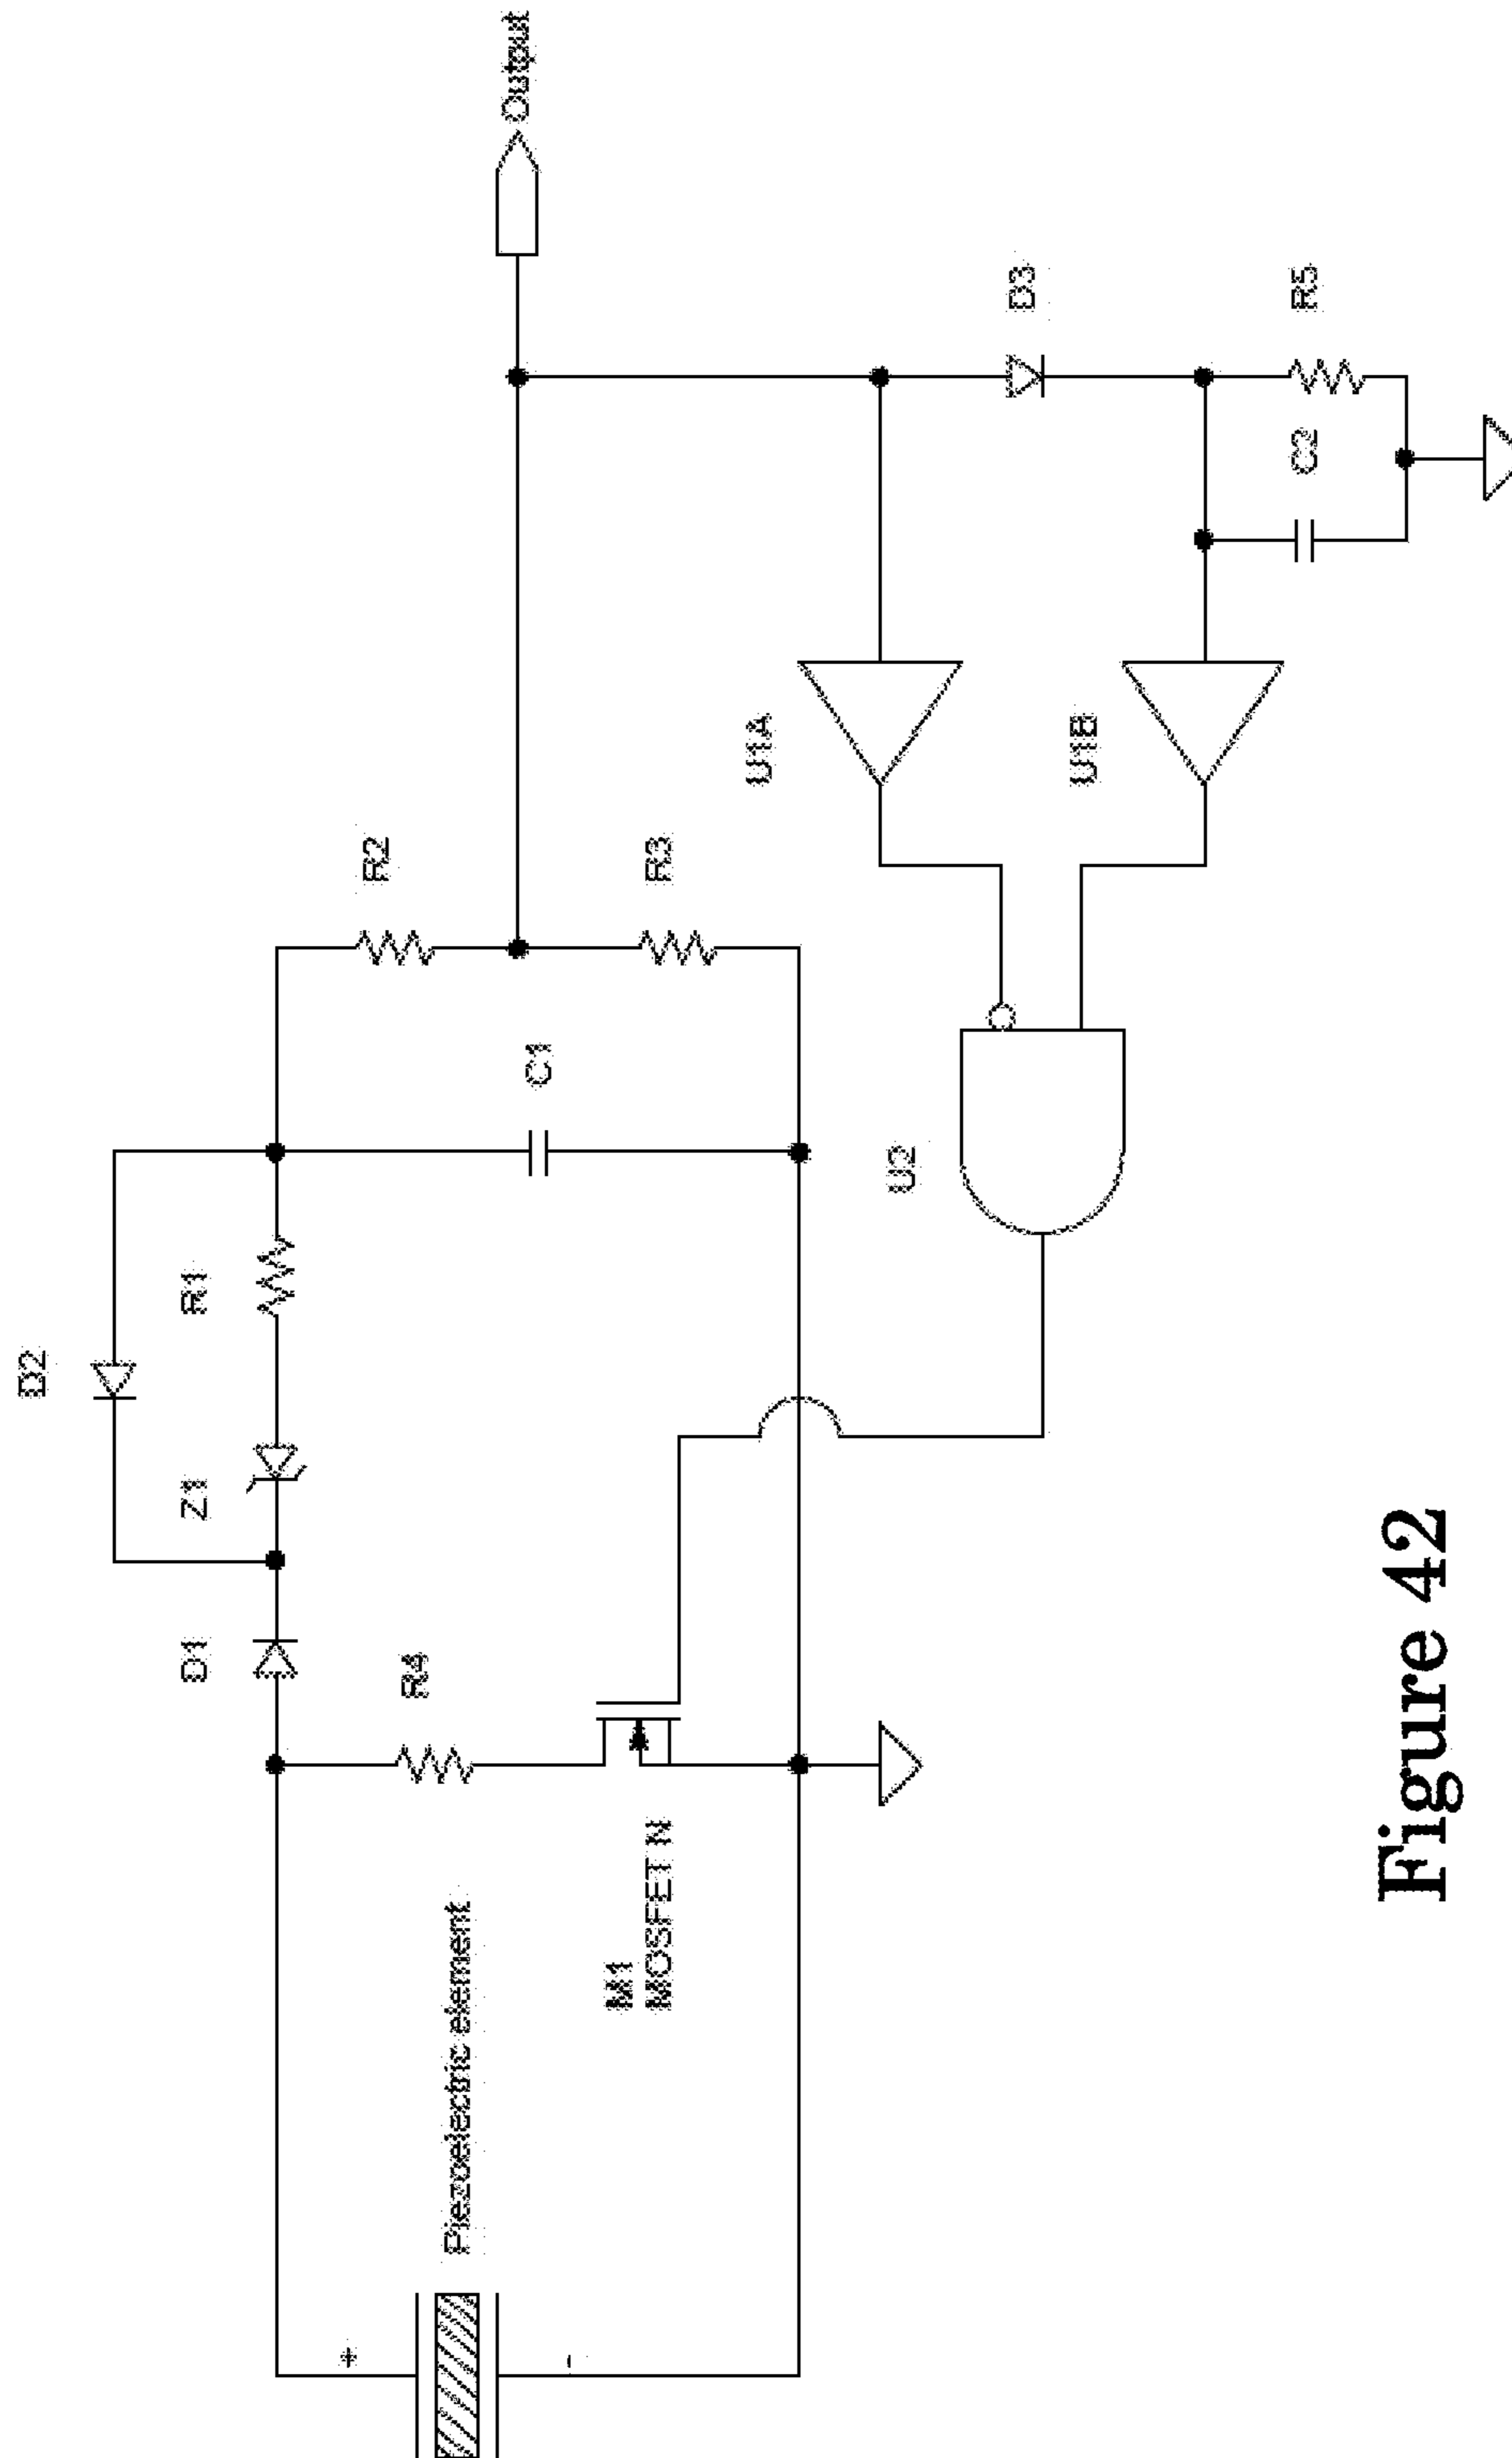 D2
Z1
R1
D1
R4
C1
R2
R3
Output
+
Piezoelectric element
-
M1
MOSFET N
U1A
U1B
U2
D3
C2
R5
Figure 42